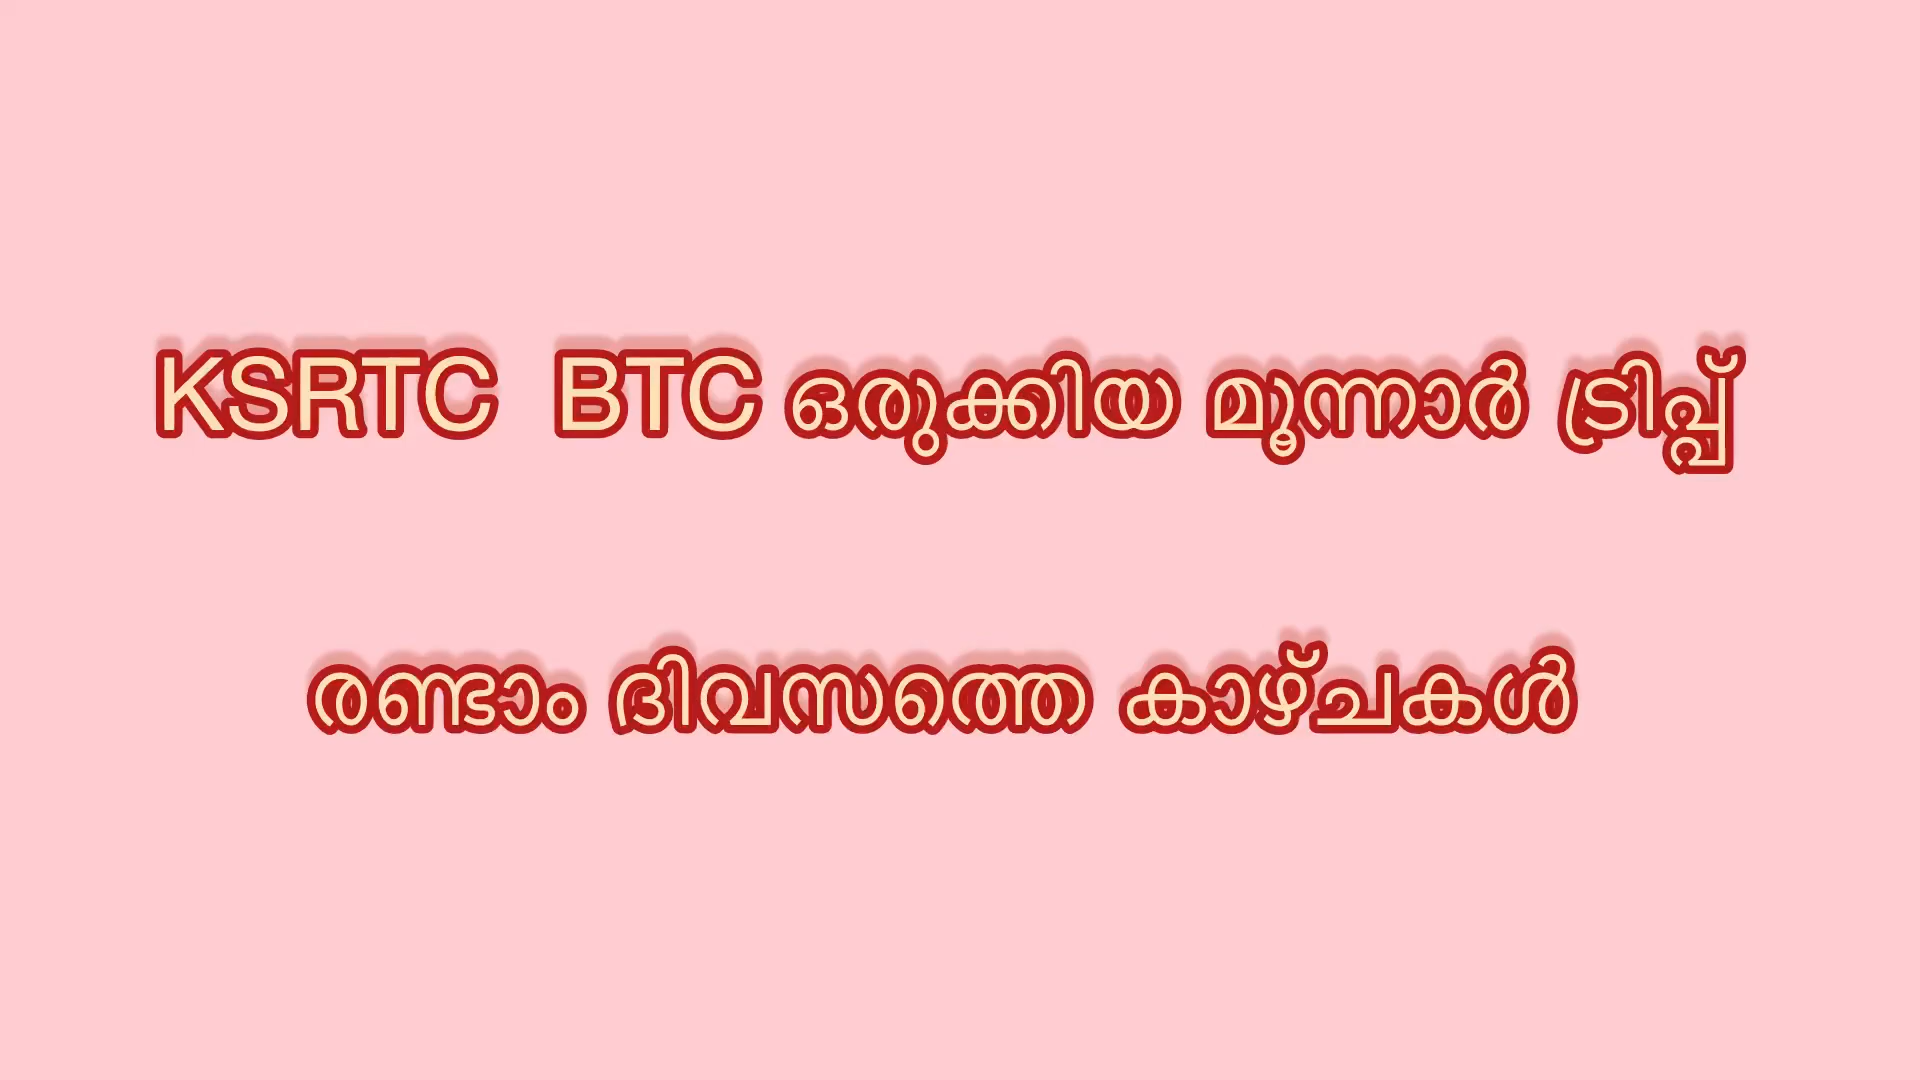 KSRTC  BTC ഒരുക്കിയ മൂന്നാർ ട്രിപ്പ്
രണ്ടാം ദിവസത്തെ കാഴ്ചകൾ